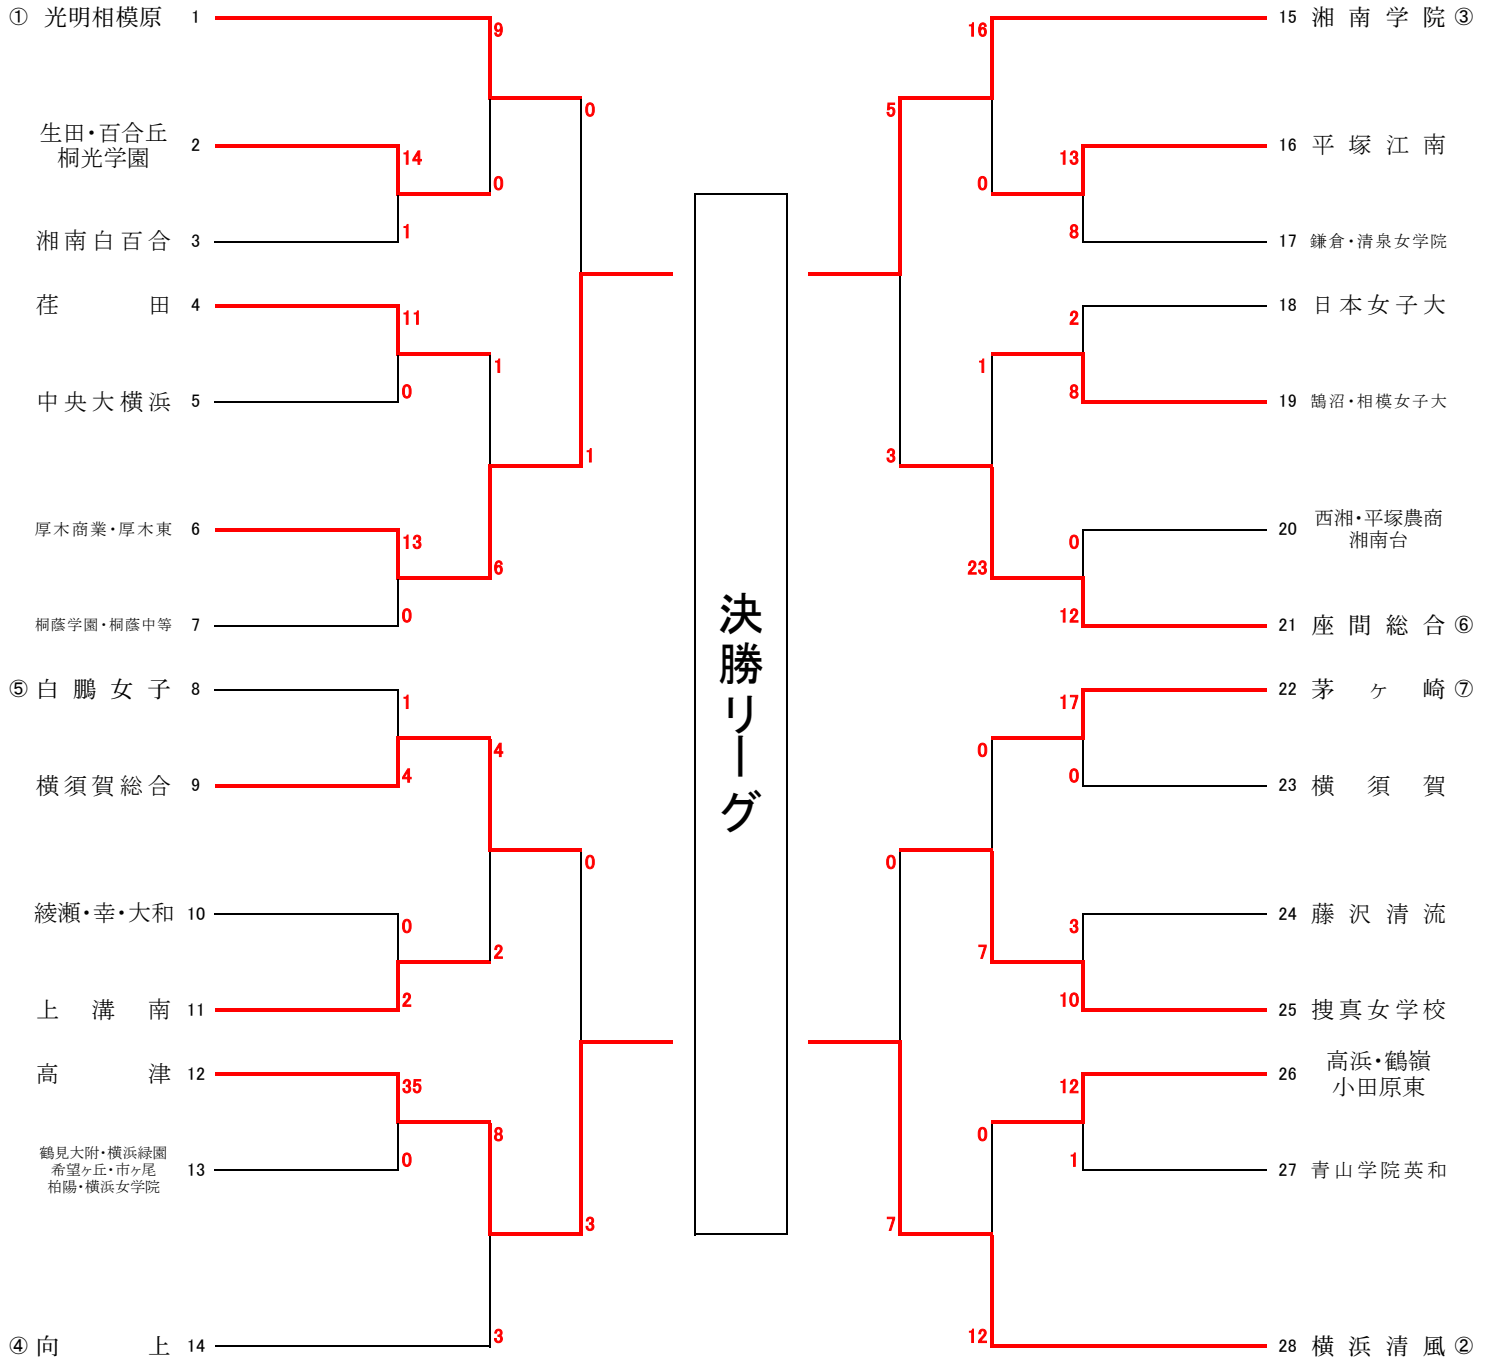 ① 光明相模原 1
9
0
生田・百合丘
桐光学園 2
14
0
湘南白百合 3
1
荏田 4
11
1
中央大横浜 5
0
1
厚木商業・厚木東 6
13
6
桐蔭学園・桐蔭中等 7
0
⑤ 白鵬女子 8
1
4
横須賀総合 9
4
0
綾瀬・幸・大和 10
0
2
上溝南 11
2
高津 12
35
8
鶴見大附・横浜緑園
希望ヶ丘・市ヶ尾
柏陽・横浜女学院 13
0
3
④ 向上 14
3
決勝リーグ
16
15 湘南学院 ③
5
13
16 平塚江南
0
8
17 鎌倉・清泉女学院
2
18 日本女子大
1
8
19 鵠沼・相模女子大
3
0
20 西湘・平塚農商
湘南台
23
12
21 座間総合 ⑥
17
22 茅ヶ崎 ⑦
0
0
23 横須賀
0
3
24 藤沢清流
7
10
25 捜真女学校
12
26 高浜・鶴嶺
小田原東
0
1
27 青山学院英和
7
12
28 横浜清風 ②